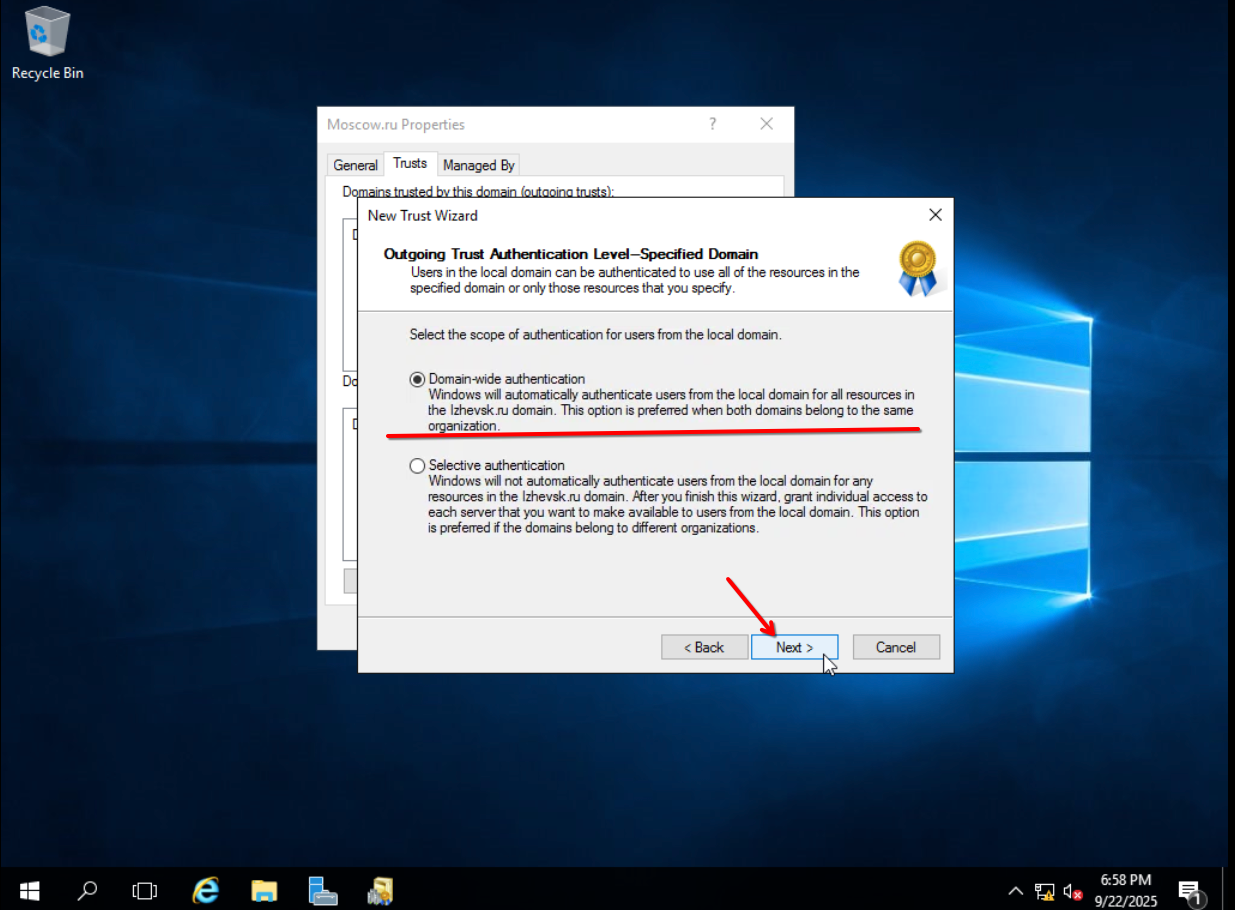 Recycle Bin
Moscow.ru Properties
?
General Trusts Managed By
Domains trusted by this domain (outgoing trusts):
New Trust Wizard
Outgoing Trust Authentication Level--Specified Domain
Users in the local domain can be authenticated to use all of the resources in the
specified domain or only those resources that you specify.
Select the scope of authentication for users from the local domain.
Domain-wide authentication
Windows will automatically authenticate users from the local domain for all resources in
the Izhevsk.ru domain. This option is preferred when both domains belong to the same
organization.
Selective authentication
Windows will not automatically authenticate users from the local domain for any
resources in the Izhevsk.ru domain. After you finish this wizard, grant individual access to
each server that you want to make available to users from the local domain. This option
is preferred if the domains belong to different organizations.
< Back Next > Cancel
6:58 PM
9/22/2025
1